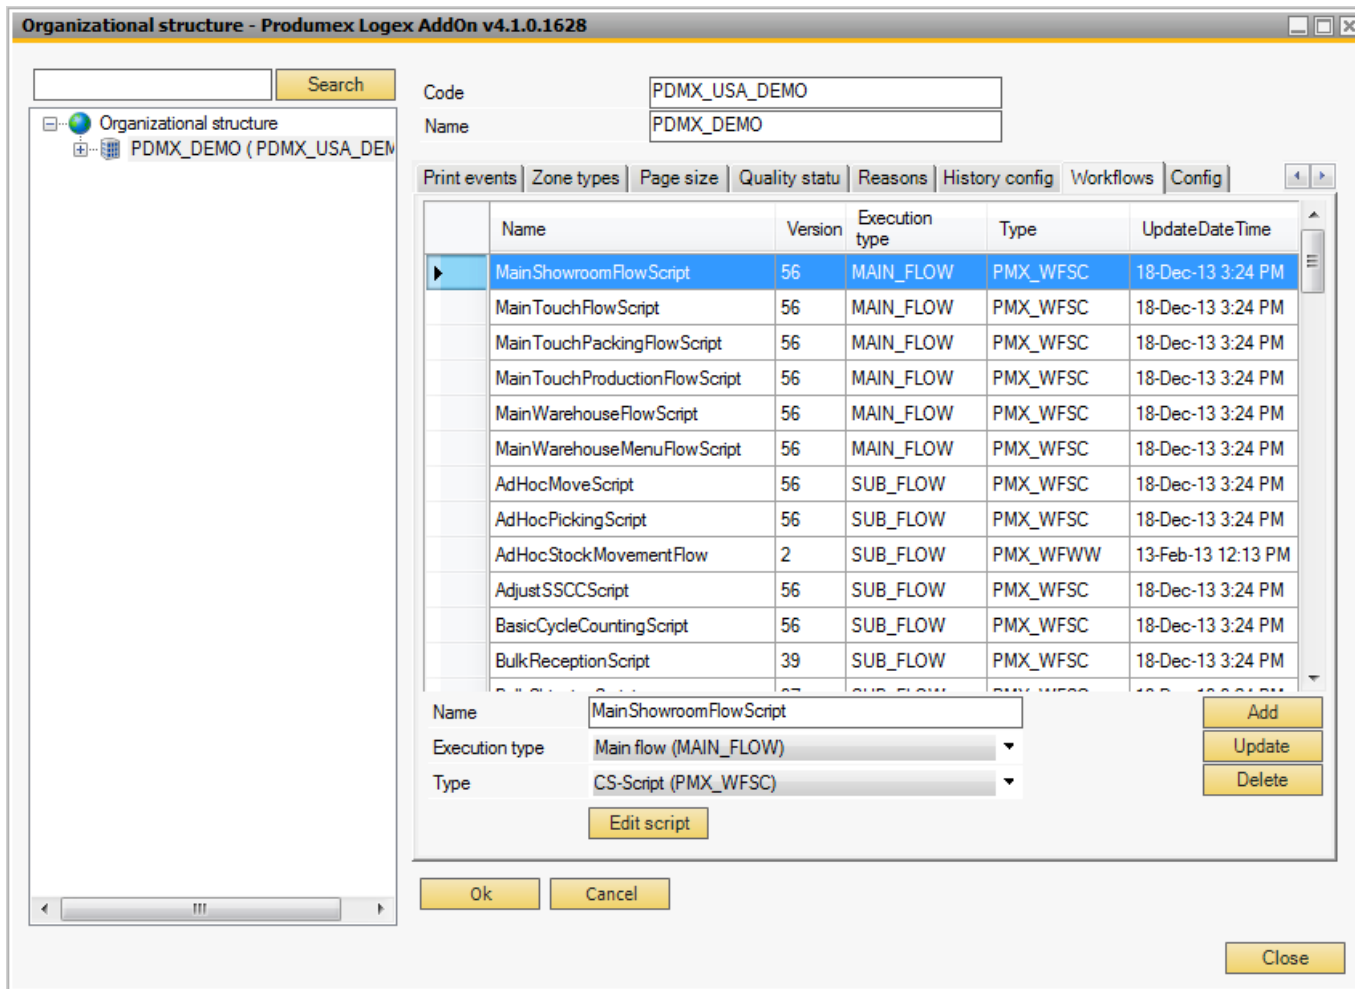 Organizational structure - Produmex Logex AddOn v4.1.0.1628
Search
Organizational structure
PDMX_DEMO ( PDMX_USA_DEM
Code PDMX_USA_DEMO
Name PDMX_DEMO
Print events Zone types Page size Quality statu Reasons History config Workflows Config
Name Version Execution type Type UpdateDateTime
MainShowroomFlowScript 56 MAIN_FLOW PMX_WFSC 18-Dec-13 3:24 PM
MainTouchFlowScript 56 MAIN_FLOW PMX_WFSC 18-Dec-13 3:24 PM
MainTouchPackingFlowScript 56 MAIN_FLOW PMX_WFSC 18-Dec-13 3:24 PM
MainTouchProductionFlowScript 56 MAIN_FLOW PMX_WFSC 18-Dec-13 3:24 PM
MainWarehouseFlowScript 56 MAIN_FLOW PMX_WFSC 18-Dec-13 3:24 PM
MainWarehouseMenuFlowScript 56 MAIN_FLOW PMX_WFSC 18-Dec-13 3:24 PM
AdHocMoveScript 56 SUB_FLOW PMX_WFSC 18-Dec-13 3:24 PM
AdHocPickingScript 56 SUB_FLOW PMX_WFSC 18-Dec-13 3:24 PM
AdHocStockMovementFlow 2 SUB_FLOW PMX_WFWW 13-Feb-13 12:13 PM
AdjustSSCCScript 56 SUB_FLOW PMX_WFSC 18-Dec-13 3:24 PM
BasicCycleCountingScript 56 SUB_FLOW PMX_WFSC 18-Dec-13 3:24 PM
BulkReceptionScript 39 SUB_FLOW PMX_WFSC 18-Dec-13 3:24 PM
Name MainShowroomFlowScript Add
Execution type Main flow (MAIN_FLOW) Update
Type CS-Script (PMX_WFSC) Delete
Edit script
Ok Cancel
Close